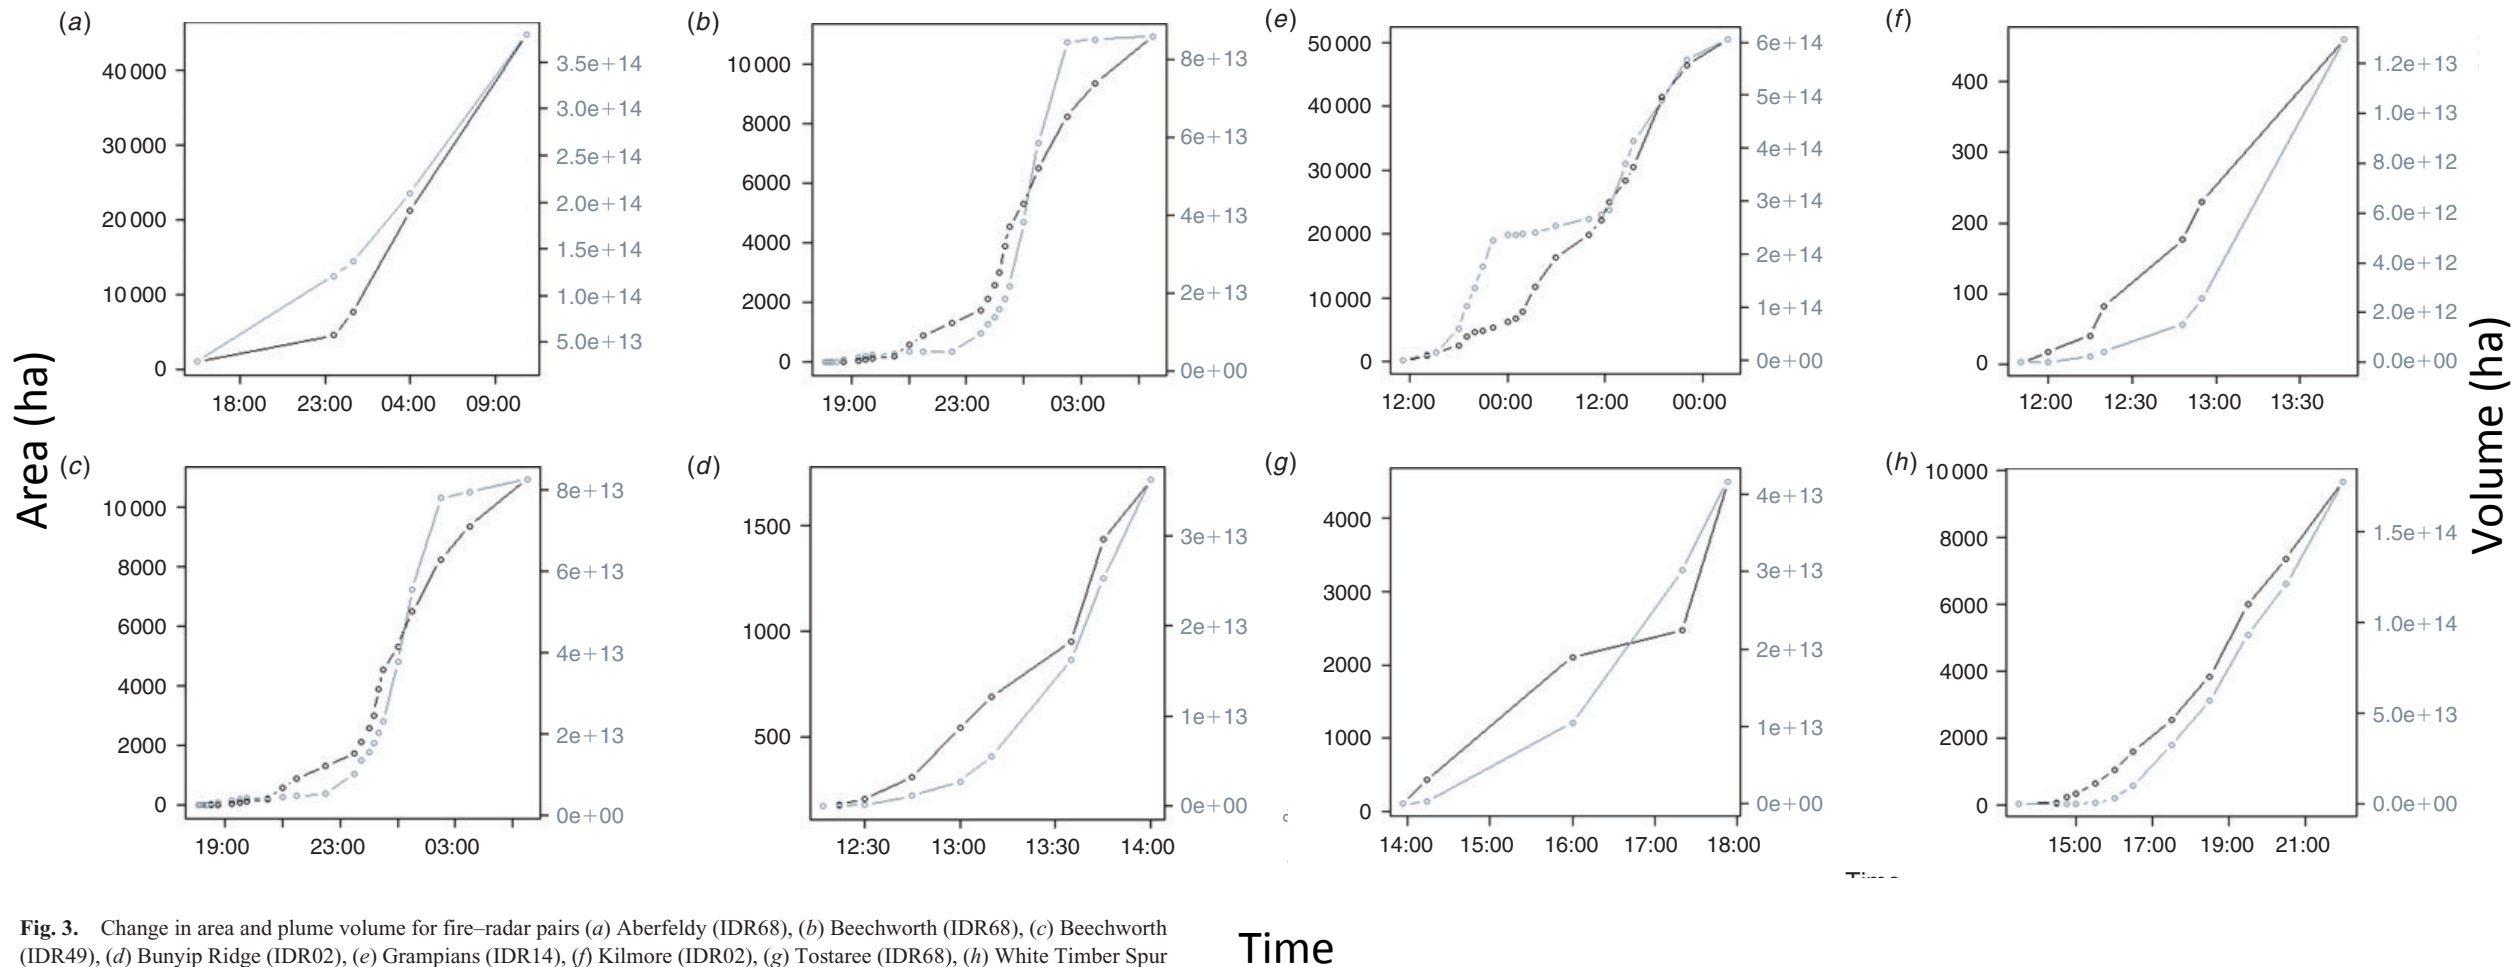 (a)
40 000
30 000
20 000
10 000
0
3.5e+14
3.0e+14
2.5e+14
2.0e+14
1.5e+14
1.0e+14
5.0e+13
18:00 23:00 04:00 09:00
(b)
10 000
8000
6000
4000
2000
0
8e+13
6e+13
4e+13
2e+13
0e+00
19:00 23:00 03:00
(e)
50 000
40 000
30 000
20 000
10 000
0
6e+14
5e+14
4e+14
3e+14
2e+14
1e+14
0e+00
12:00 00:00 12:00 00:00
(f)
400
300
200
100
0
1.2e+13
1.0e+13
8.0e+12
6.0e+12
4.0e+12
2.0e+12
0.0e+00
12:00 12:30 13:00 13:30
Area (ha)
Volume (ha)
(c)
10 000
8000
6000
4000
2000
0
8e+13
6e+13
4e+13
2e+13
0e+00
19:00 23:00 03:00
(d)
1500
1000
500
3e+13
2e+13
1e+13
0e+00
12:30 13:00 13:30 14:00
(g)
4000
3000
2000
1000
0
4e+13
3e+13
2e+13
1e+13
0e+00
14:00 15:00 16:00 17:00 18:00
(h)
10 000
8000
6000
4000
2000
0
1.5e+14
1.0e+14
5.0e+13
0.0e+00
15:00 17:00 19:00 21:00
Time
Fig. 3. Change in area and plume volume for fire–radar pairs (a) Aberfeldy (IDR68), (b) Beechworth (IDR68), (c) Beechworth
(IDR49), (d) Bunyip Ridge (IDR02), (e) Grampians (IDR14), (f) Kilmore (IDR02), (g) Tostaree (IDR68), (h) White Timber Spur